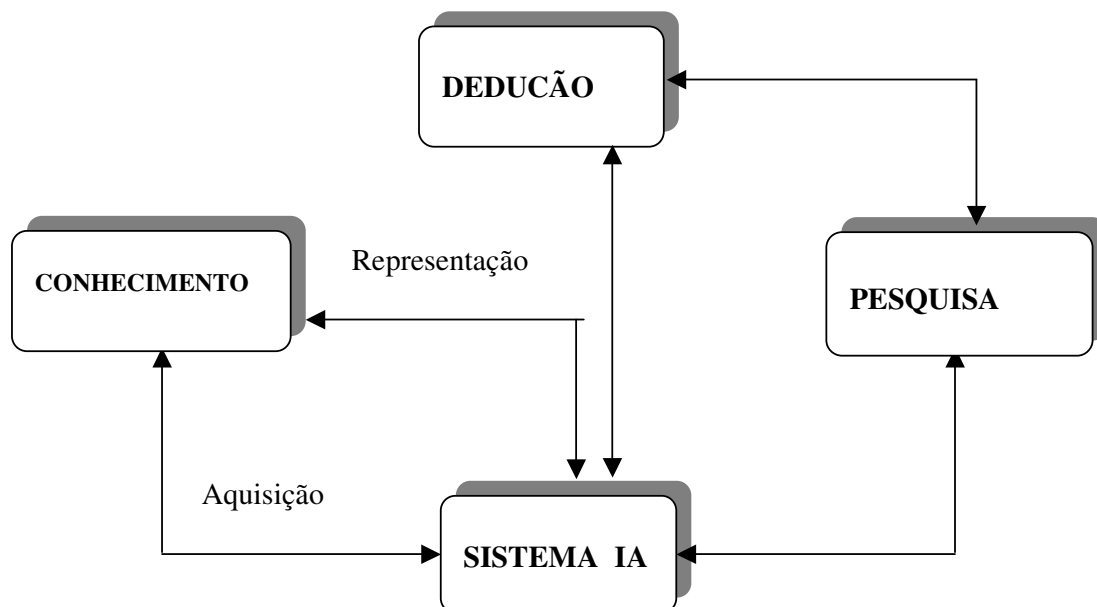 DEDUCÃO
Representação
CONHECIMENTO
PESQUISA
Aquisição
SISTEMA IA